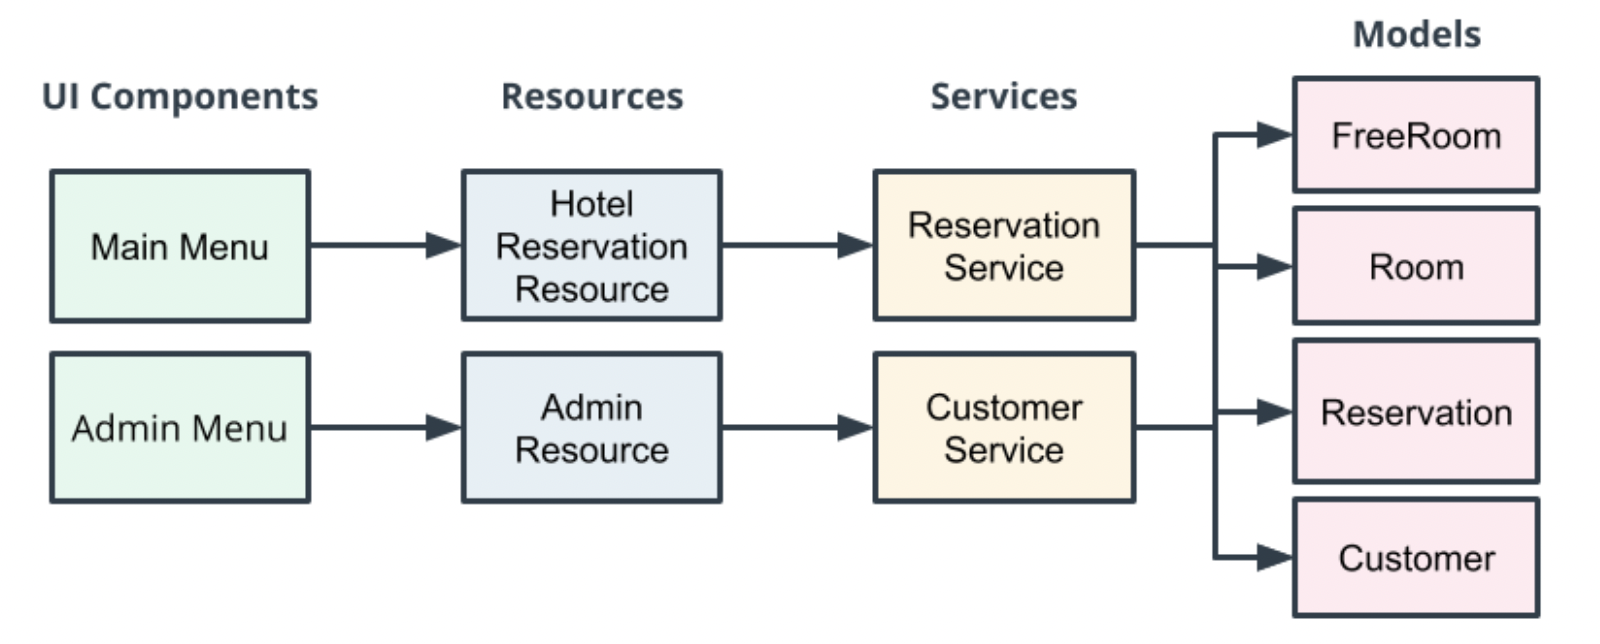 Models
UI Components
Resources
Services
FreeRoom
Main Menu
Hotel
Reservation
Resource
Reservation
Service
Room
Admin Menu
Admin
Resource
Customer
Service
Reservation
Customer